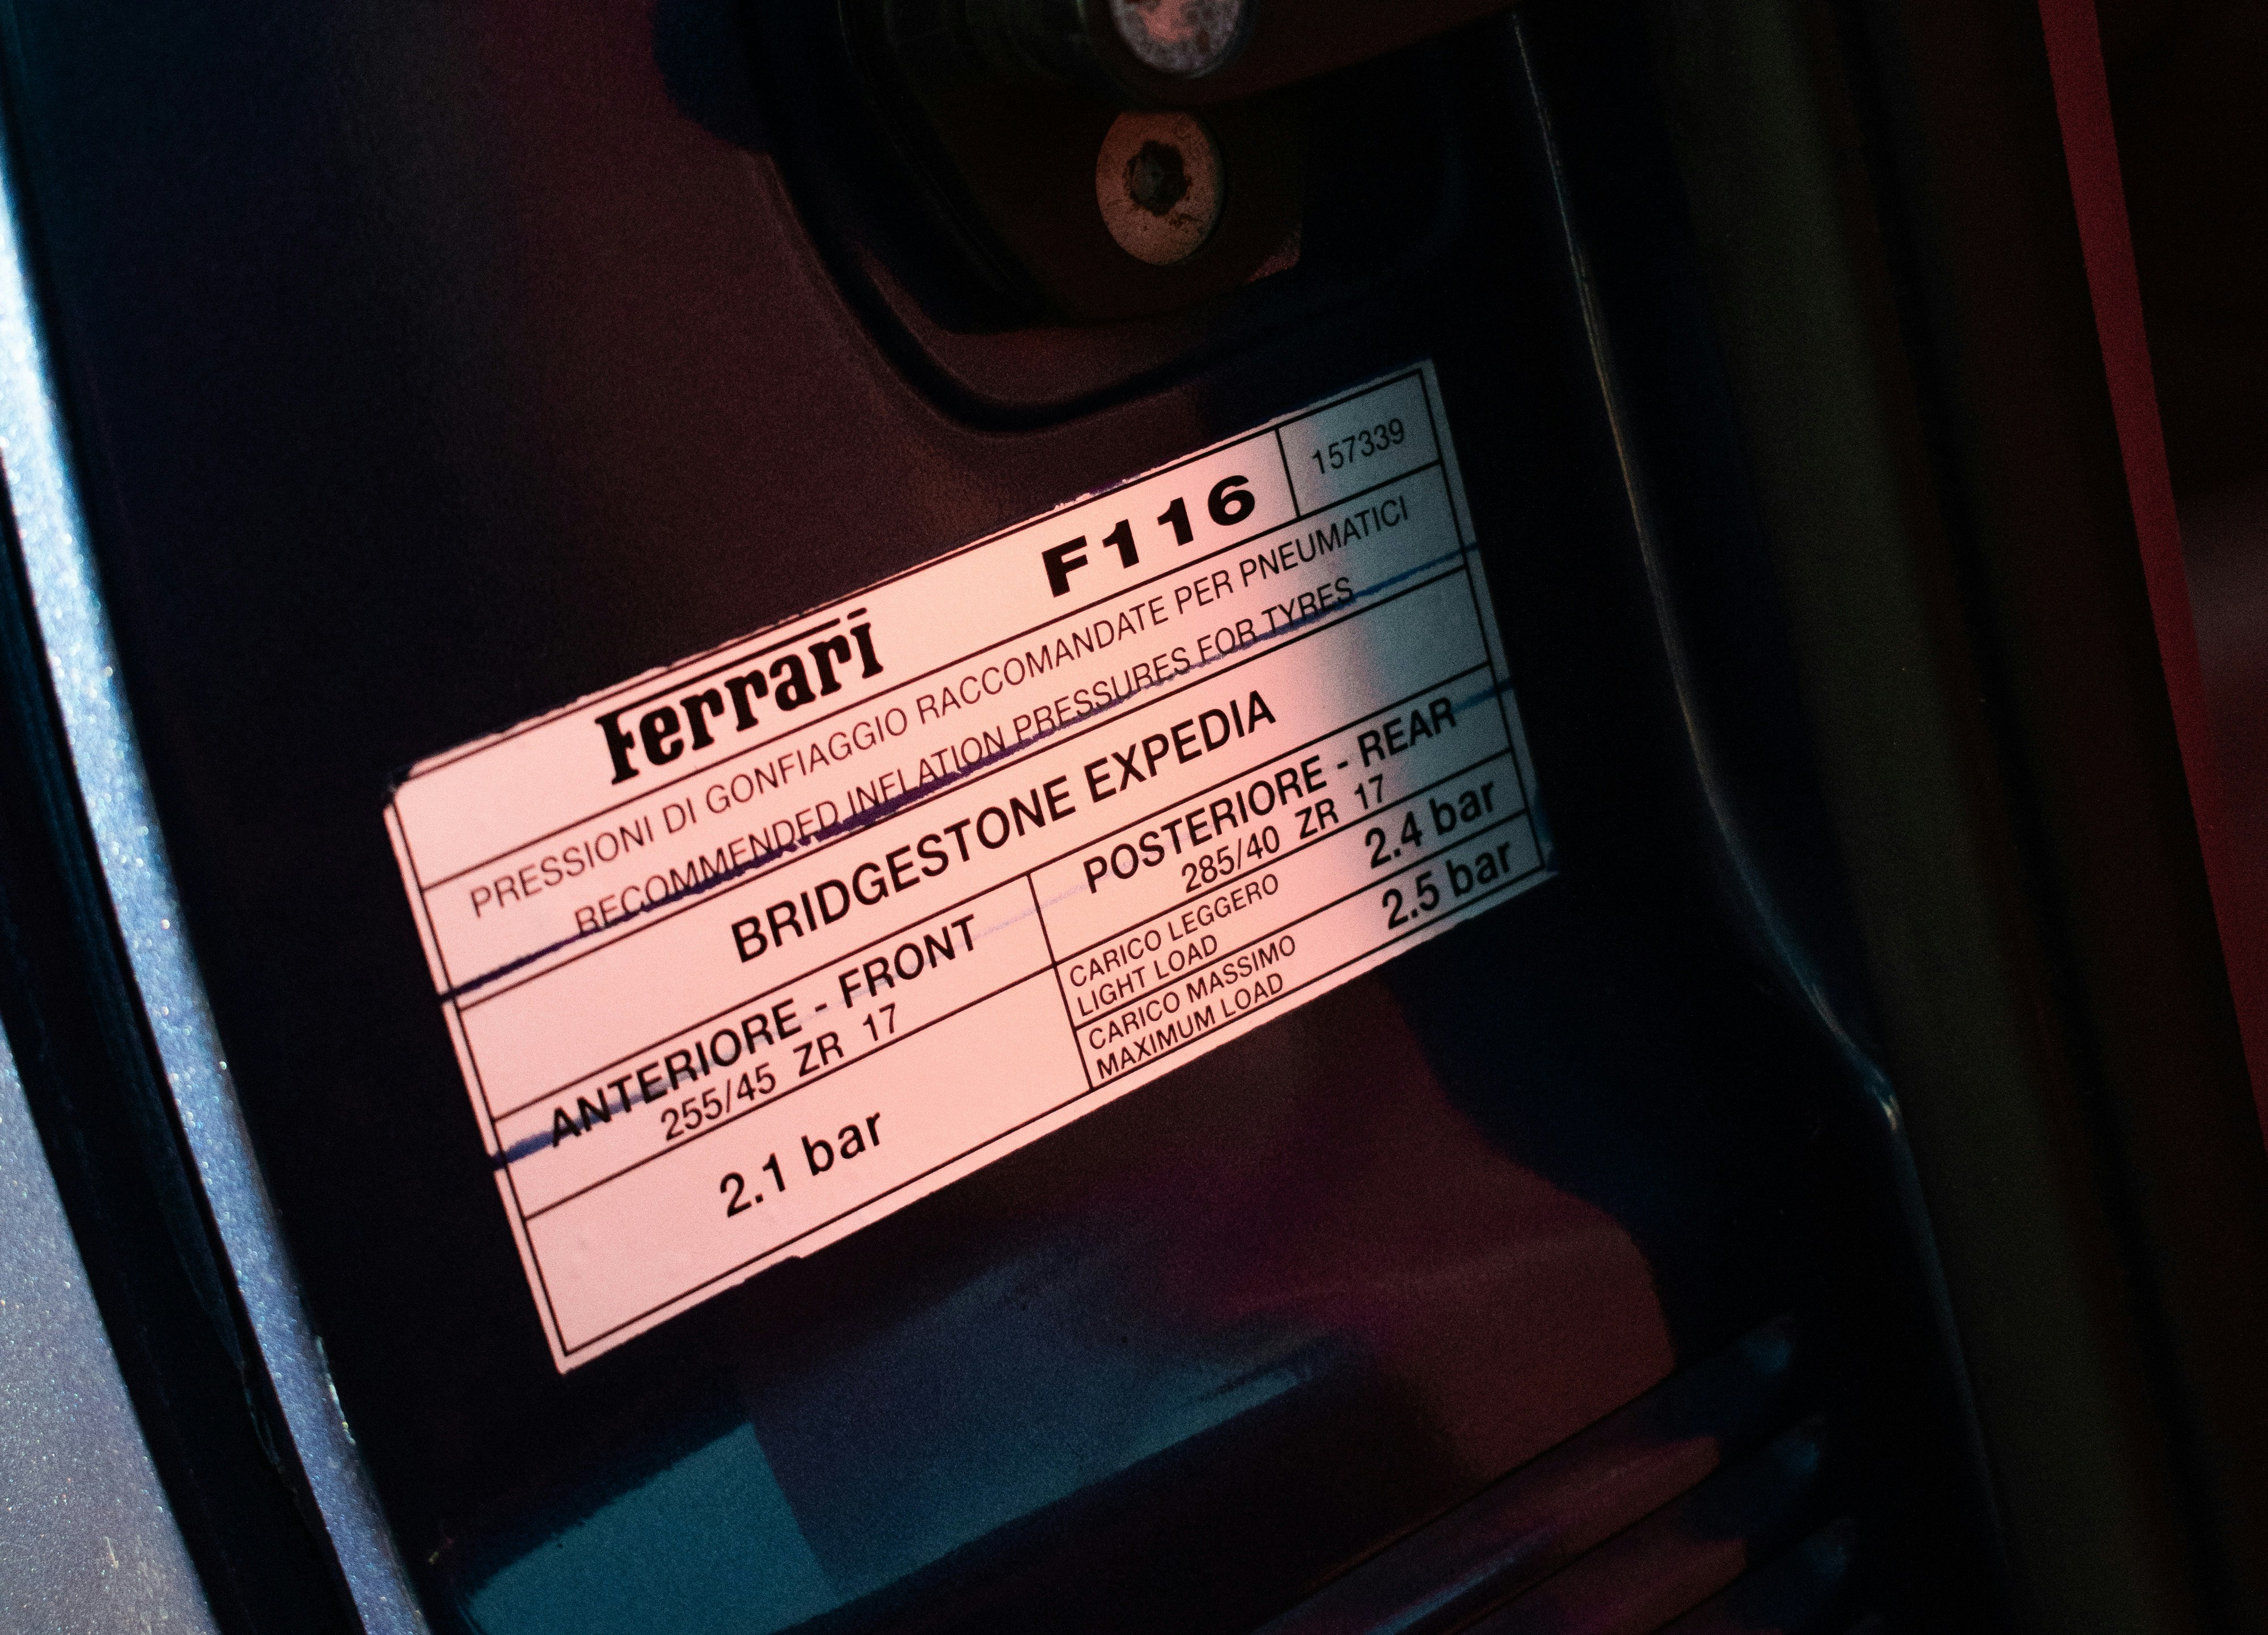 Ferrari F116 157339
PRESSIONI DI GONFIAGGIO RACCOMANDATE PER PNEUMATICI
RECOMMENDED INFLATION PRESSURES FOR TYRES
BRIDGESTONE EXPEDIA
ANTERIORE - FRONT
255/45 ZR 17
2.1 bar
POSTERIORE - REAR
285/40 ZR 17
CARICO LEGGERO
LIGHT LOAD
2.4 bar
CARICO MASSIMO
MAXIMUM LOAD
2.5 bar